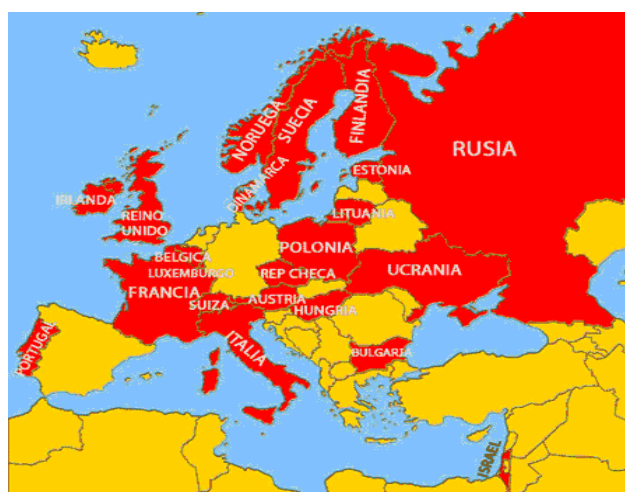 NORUEGA
SUECIA
FINLANDIA
RUSIA
ESTONIA
DINAMARCA
IRLANDA
LITUANIA
REINO
UNIDO
POLONIA
BELGICA
LUXEMBURGO
REP CHECA
UCRANIA
FRANCIA
SUIZA
AUSTRIA
HUNGRIA
ITALIA
PORTUGAL
BULGARIA
ISRAEL